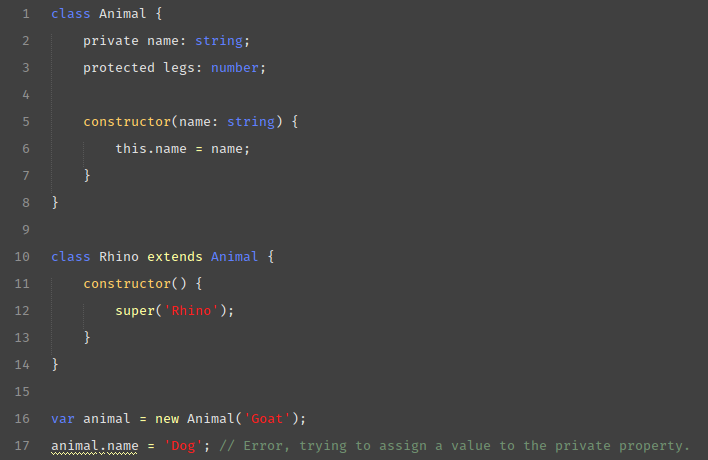 1 class Animal {
2     private name: string;
3     protected legs: number;
4
5     constructor(name: string) {
6         this.name = name;
7     }
8 }
9
10 class Rhino extends Animal {
11     constructor() {
12         super('Rhino');
13     }
14 }
15
16 var animal = new Animal('Goat');
17 animal.name = 'Dog'; // Error, trying to assign a value to the private property.